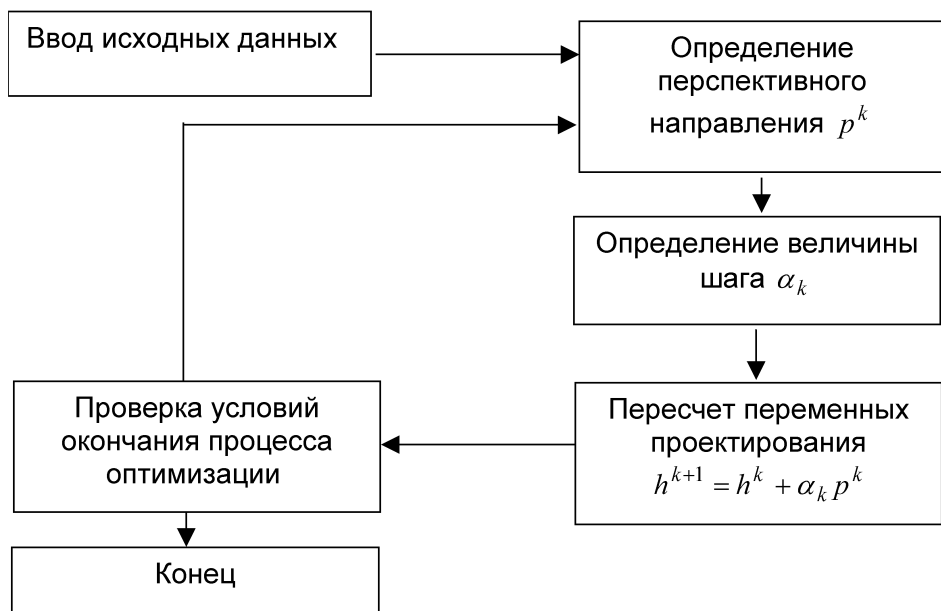 Ввод исходных данных
Определение
перспективного
направления p^k
Определение величины
шага α_k
Пересчет переменных
проектирования
h^{k+1} = h^k + α_k p^k
Проверка условий
окончания процесса
оптимизации
Конец